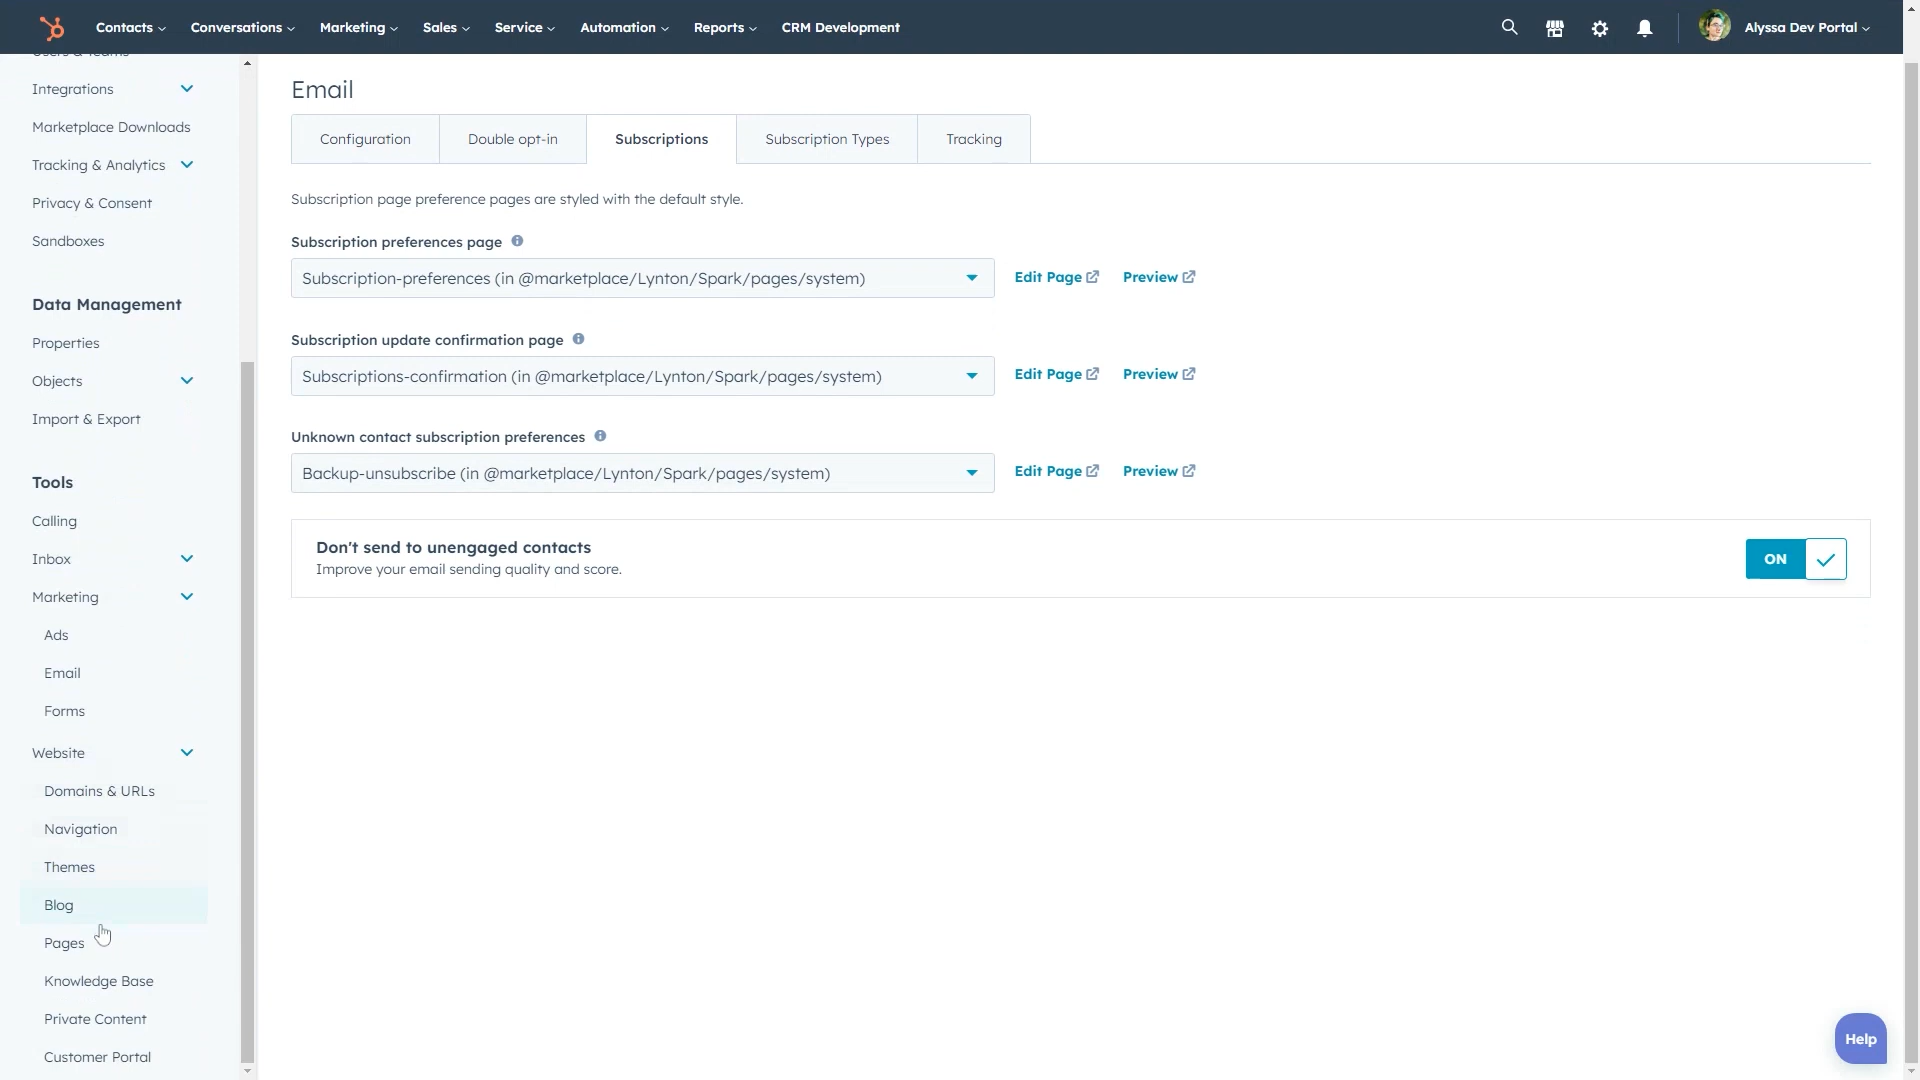 Contacts
Conversations
Marketing
Sales
Service
Automation
Reports
CRM Development
Alyssa Dev Portal
Users & Teams
Integrations
Marketplace Downloads
Tracking & Analytics
Privacy & Consent
Sandboxes
Data Management
Properties
Objects
Import & Export
Tools
Calling
Inbox
Marketing
Ads
Email
Forms
Website
Domains & URLs
Navigation
Themes
Blog
Pages
Knowledge Base
Private Content
Customer Portal
Email
Configuration
Double opt-in
Subscriptions
Subscription Types
Tracking
Subscription page preference pages are styled with the default style.
Subscription preferences page
Subscription-preferences (in @marketplace/Lynton/Spark/pages/system)
Edit Page
Preview
Subscription update confirmation page
Subscriptions-confirmation (in @marketplace/Lynton/Spark/pages/system)
Edit Page
Preview
Unknown contact subscription preferences
Backup-unsubscribe (in @marketplace/Lynton/Spark/pages/system)
Edit Page
Preview
Don't send to unengaged contacts
Improve your email sending quality and score.
ON
Help